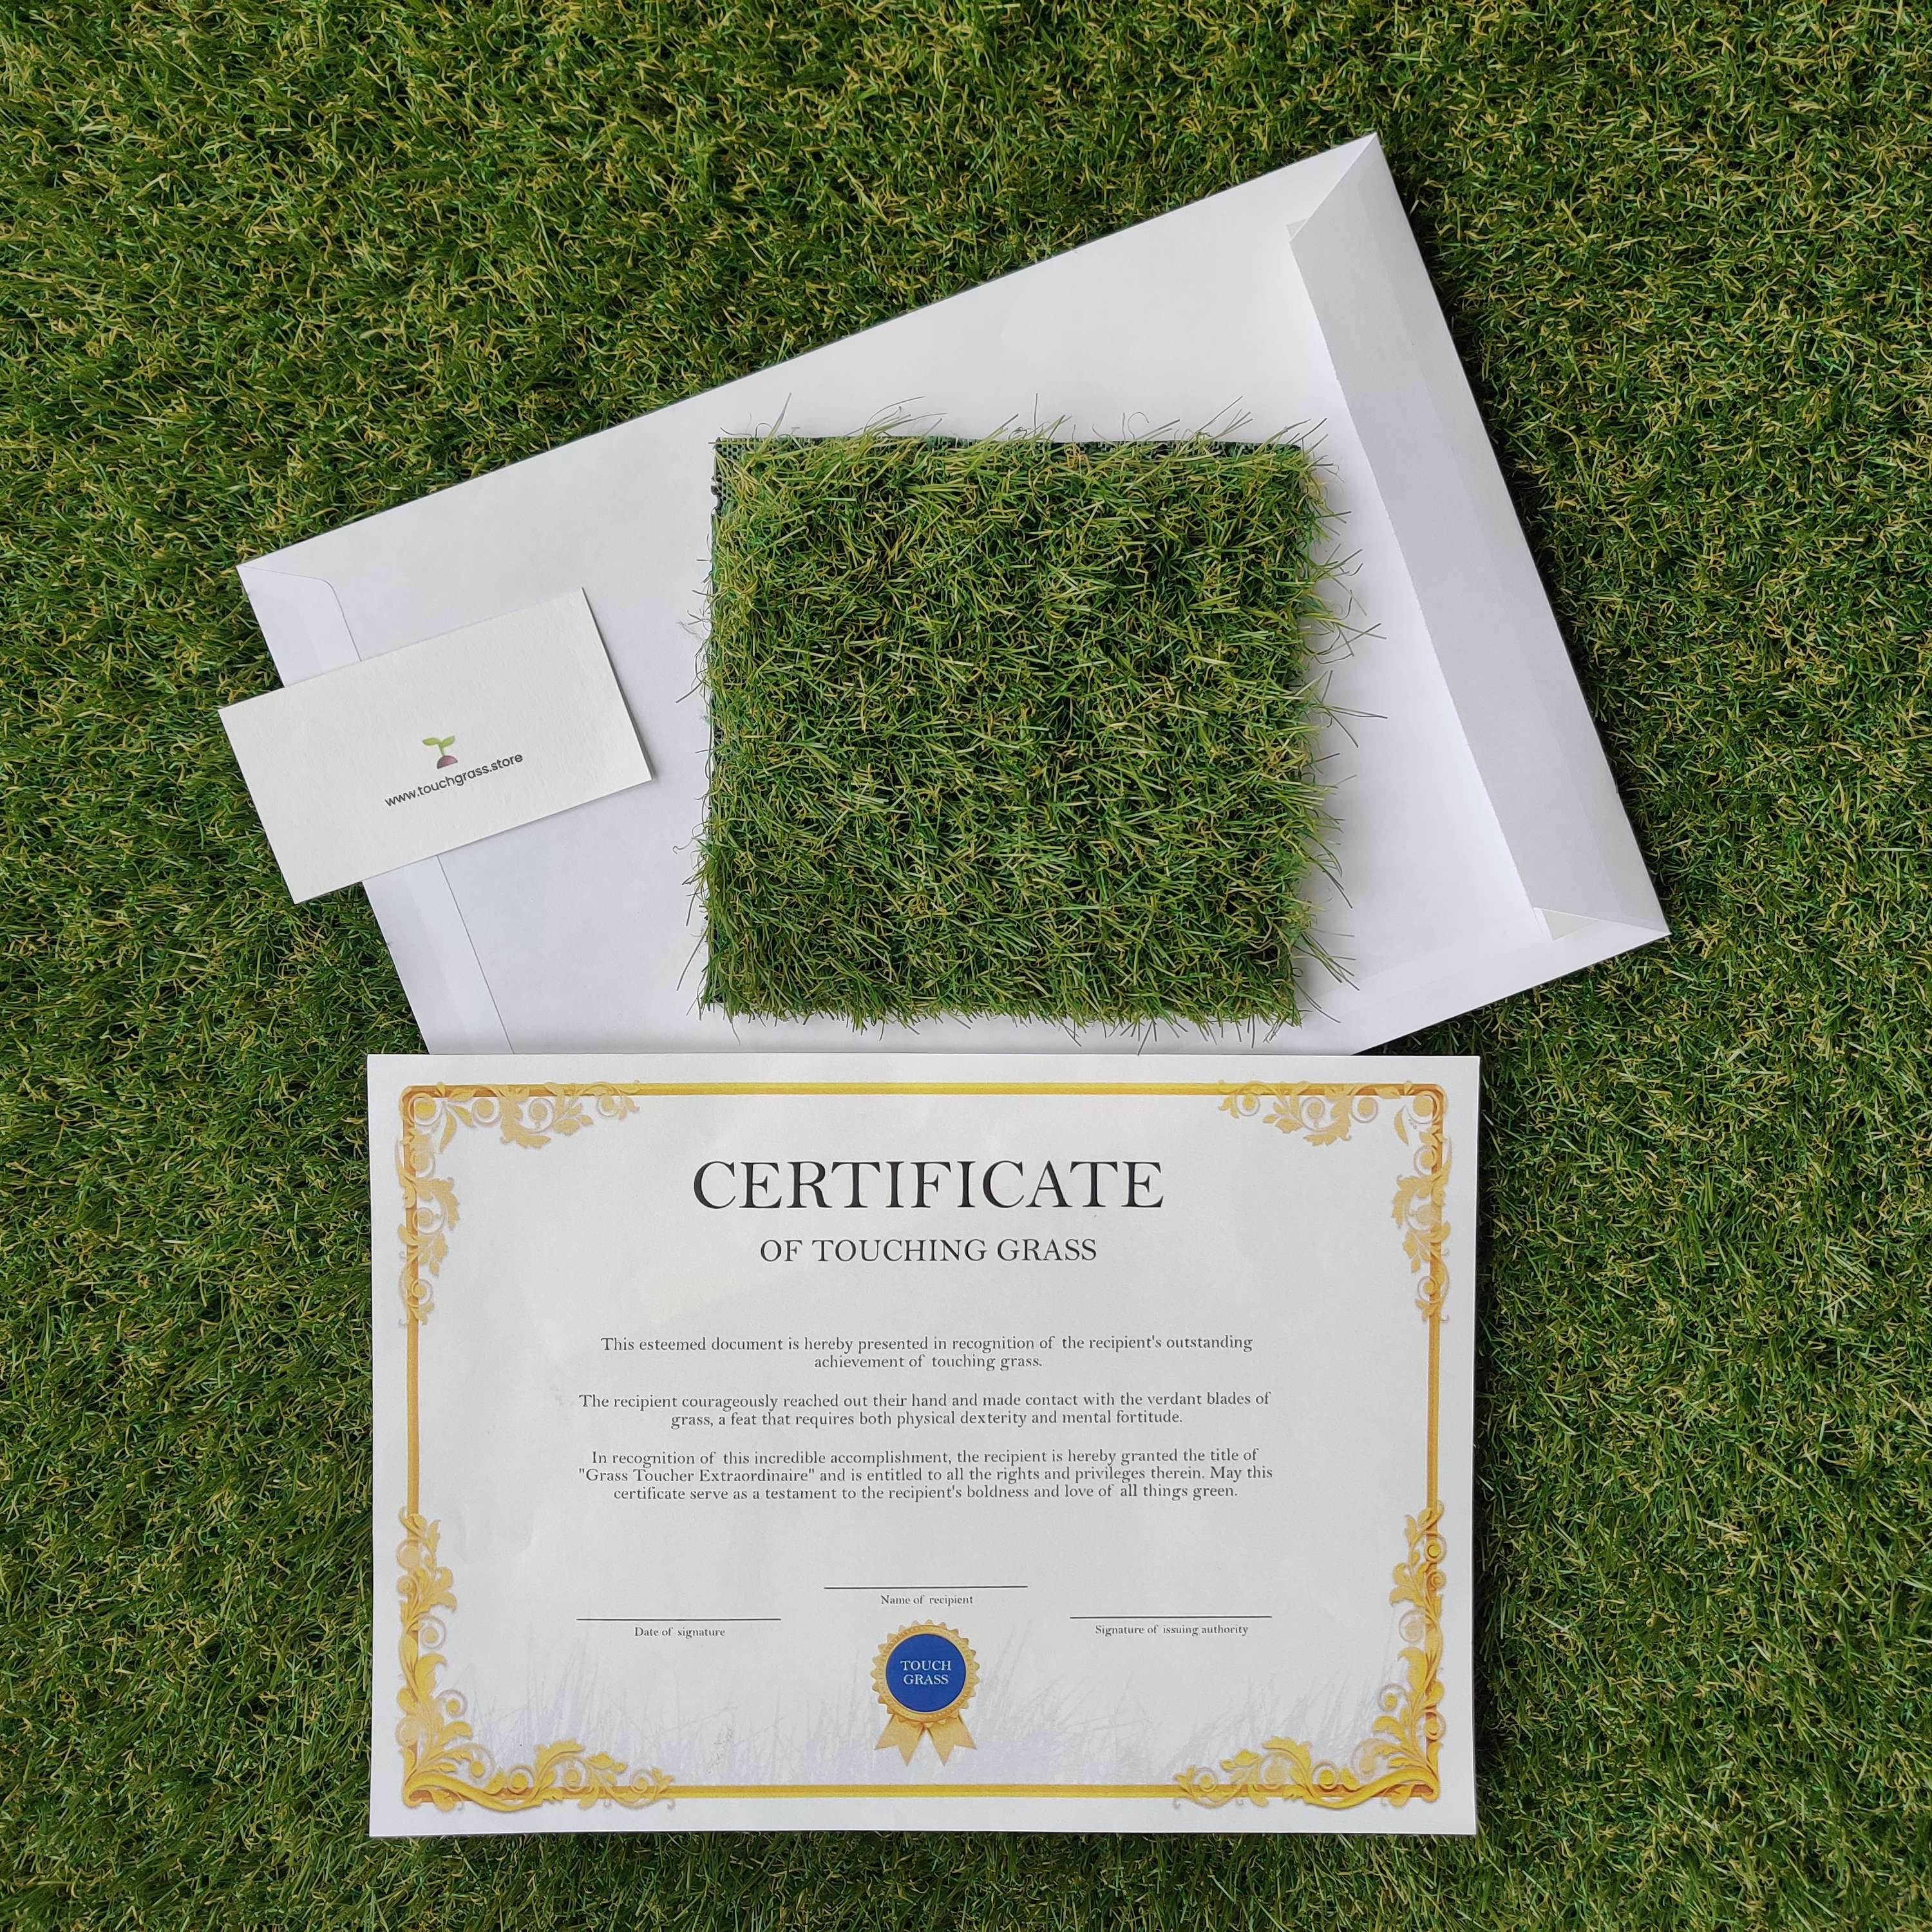 www.touchgrass.store
CERTIFICATE
OF TOUCHING GRASS
This esteemed document is hereby presented in recognition of the recipient's outstanding
achievement of touching grass.
The recipient courageously reached out their hand and made contact with the verdant blades of
grass, a feat that requires both physical dexterity and mental fortitude.
In recognition of this incredible accomplishment, the recipient is hereby granted the title of
"Grass Toucher Extraordinaire" and is entitled to all the rights and privileges therein. May this
certificate serve as a testament to the recipient's boldness and love of all things green.
Name of recipient
Date of signature
Signature of issuing authority
TOUCH
GRASS